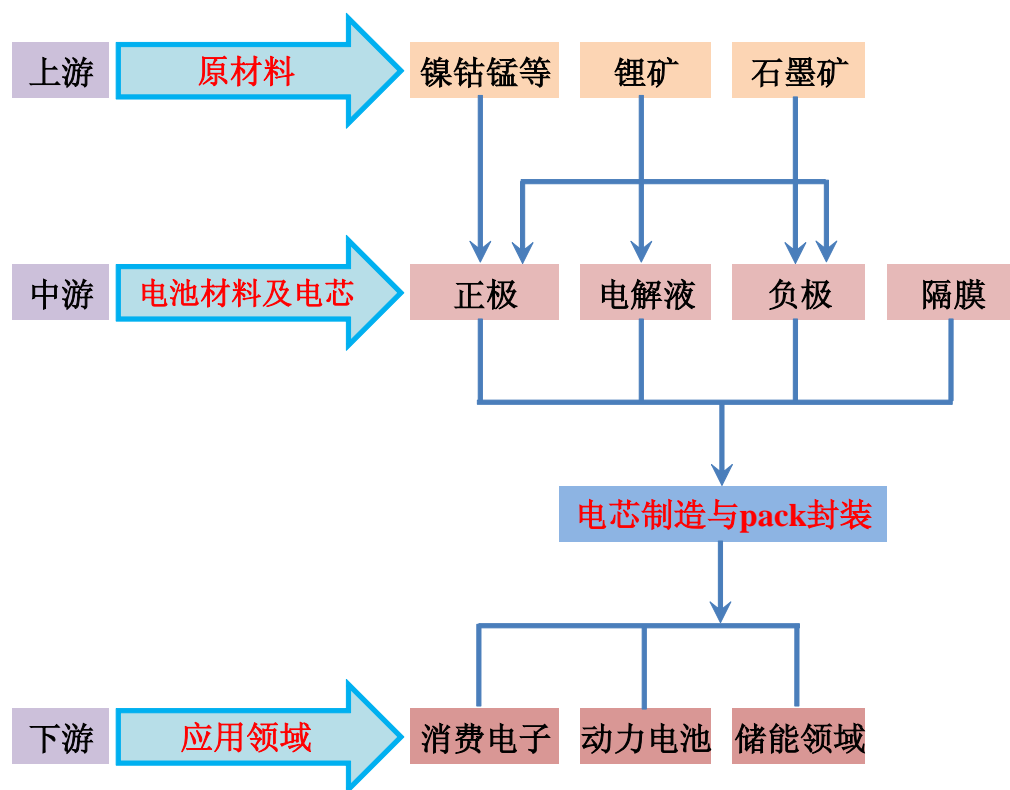 上游
原材料
镍钴锰等
锂矿
石墨矿
中游
电池材料及电芯
正极
电解液
负极
隔膜
电芯制造与pack封装
下游
应用领域
消费电子
动力电池
储能领域